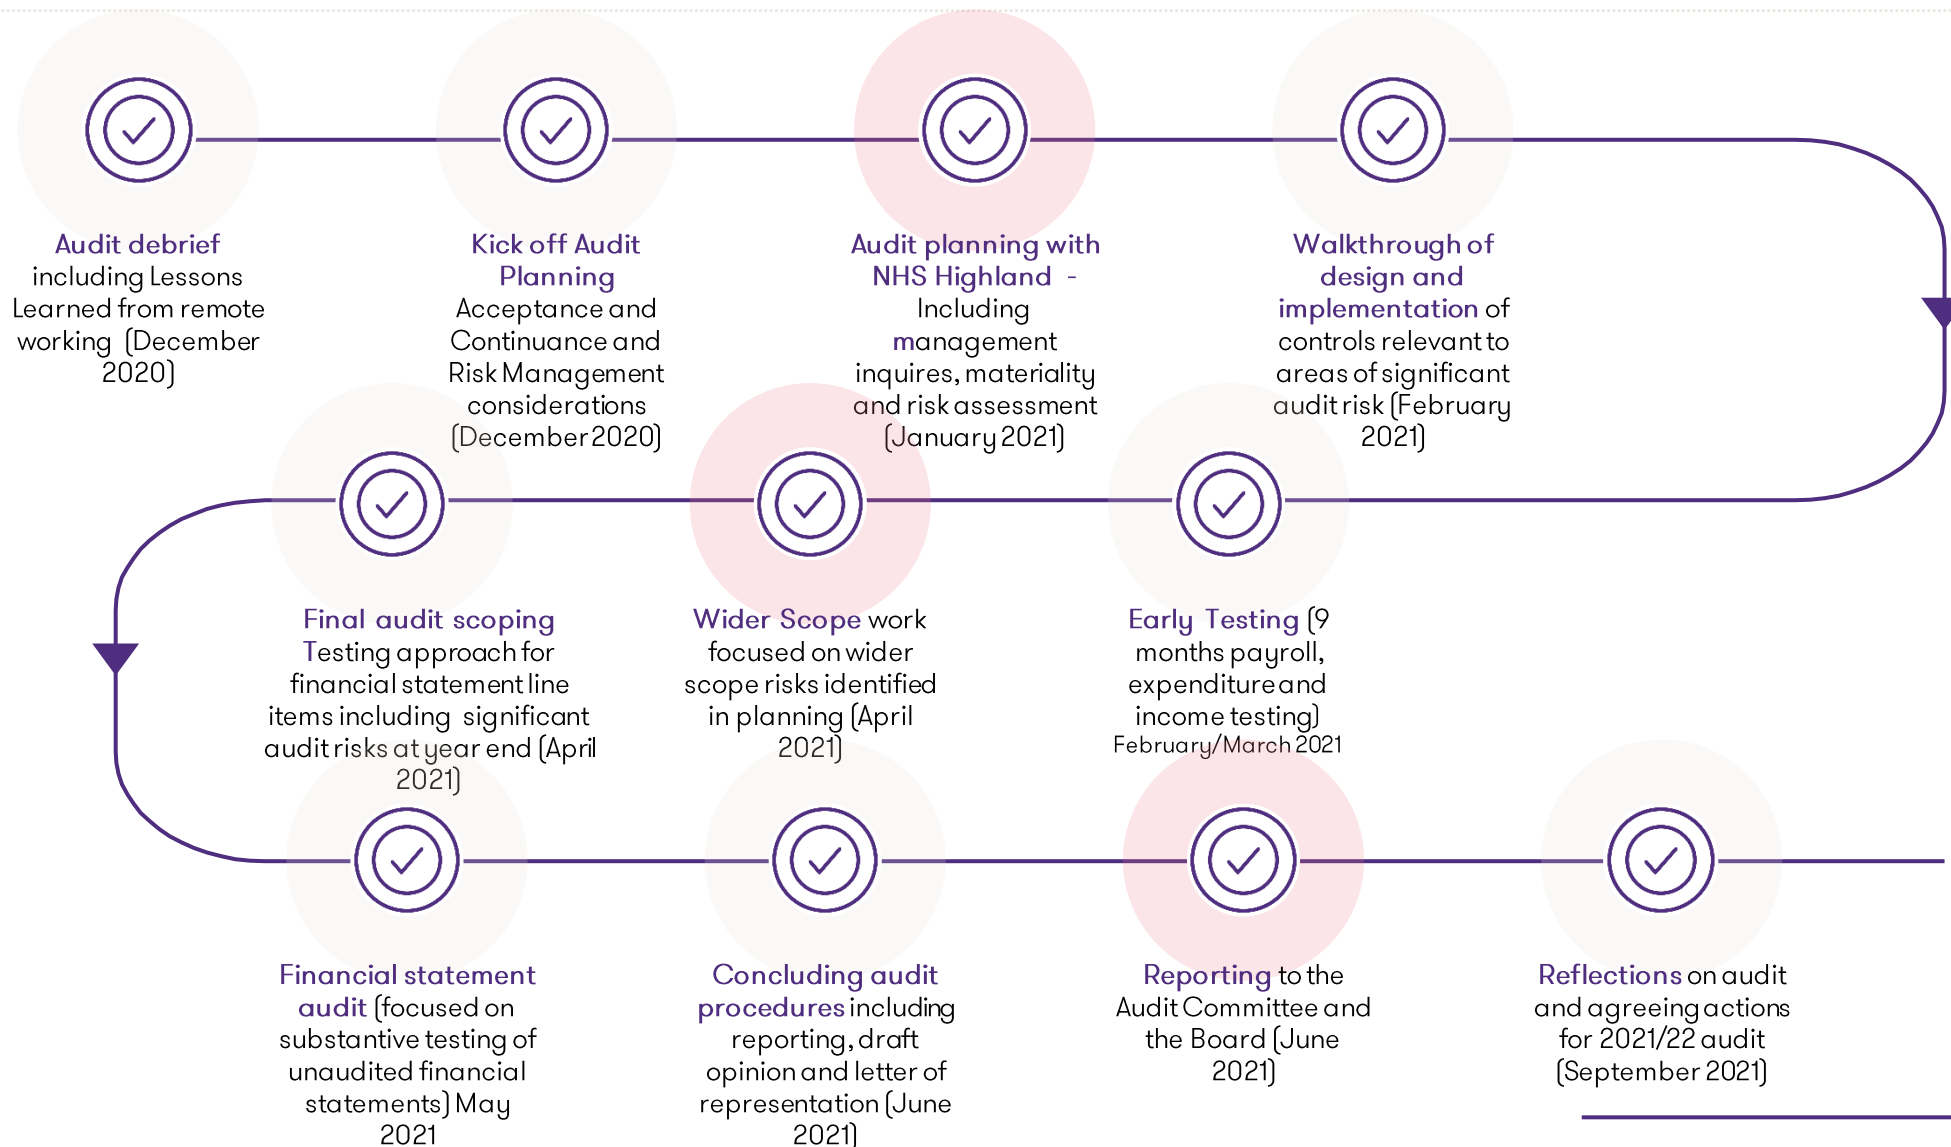 Audit debrief
including Lessons
Learned from remote
working (December
2020)
Kick off Audit
Planning
Acceptance and
Continuance and
Risk Management
considerations
(December 2020)
Audit planning with
NHS Highland -
Including
management
inquires, materiality
and risk assessment
(January 2021)
Walkthrough of
design and
implementation of
controls relevant to
areas of significant
audit risk (February
2021)
Final audit scoping
Testing approach for
financial statement line
items including significant
audit risks at year end (April
2021)
Wider Scope work
focused on wider
scope risks identified
in planning (April
2021)
Early Testing (9
months payroll,
expenditure and
income testing)
February/March 2021
Financial statement
audit (focused on
substantive testing of
unaudited financial
statements) May
2021
Concluding audit
procedures including
reporting, draft
opinion and letter of
representation (June
2021)
Reporting to the
Audit Committee and
the Board (June
2021)
Reflections on audit
and agreeing actions
for 2021/22 audit
(September 2021)